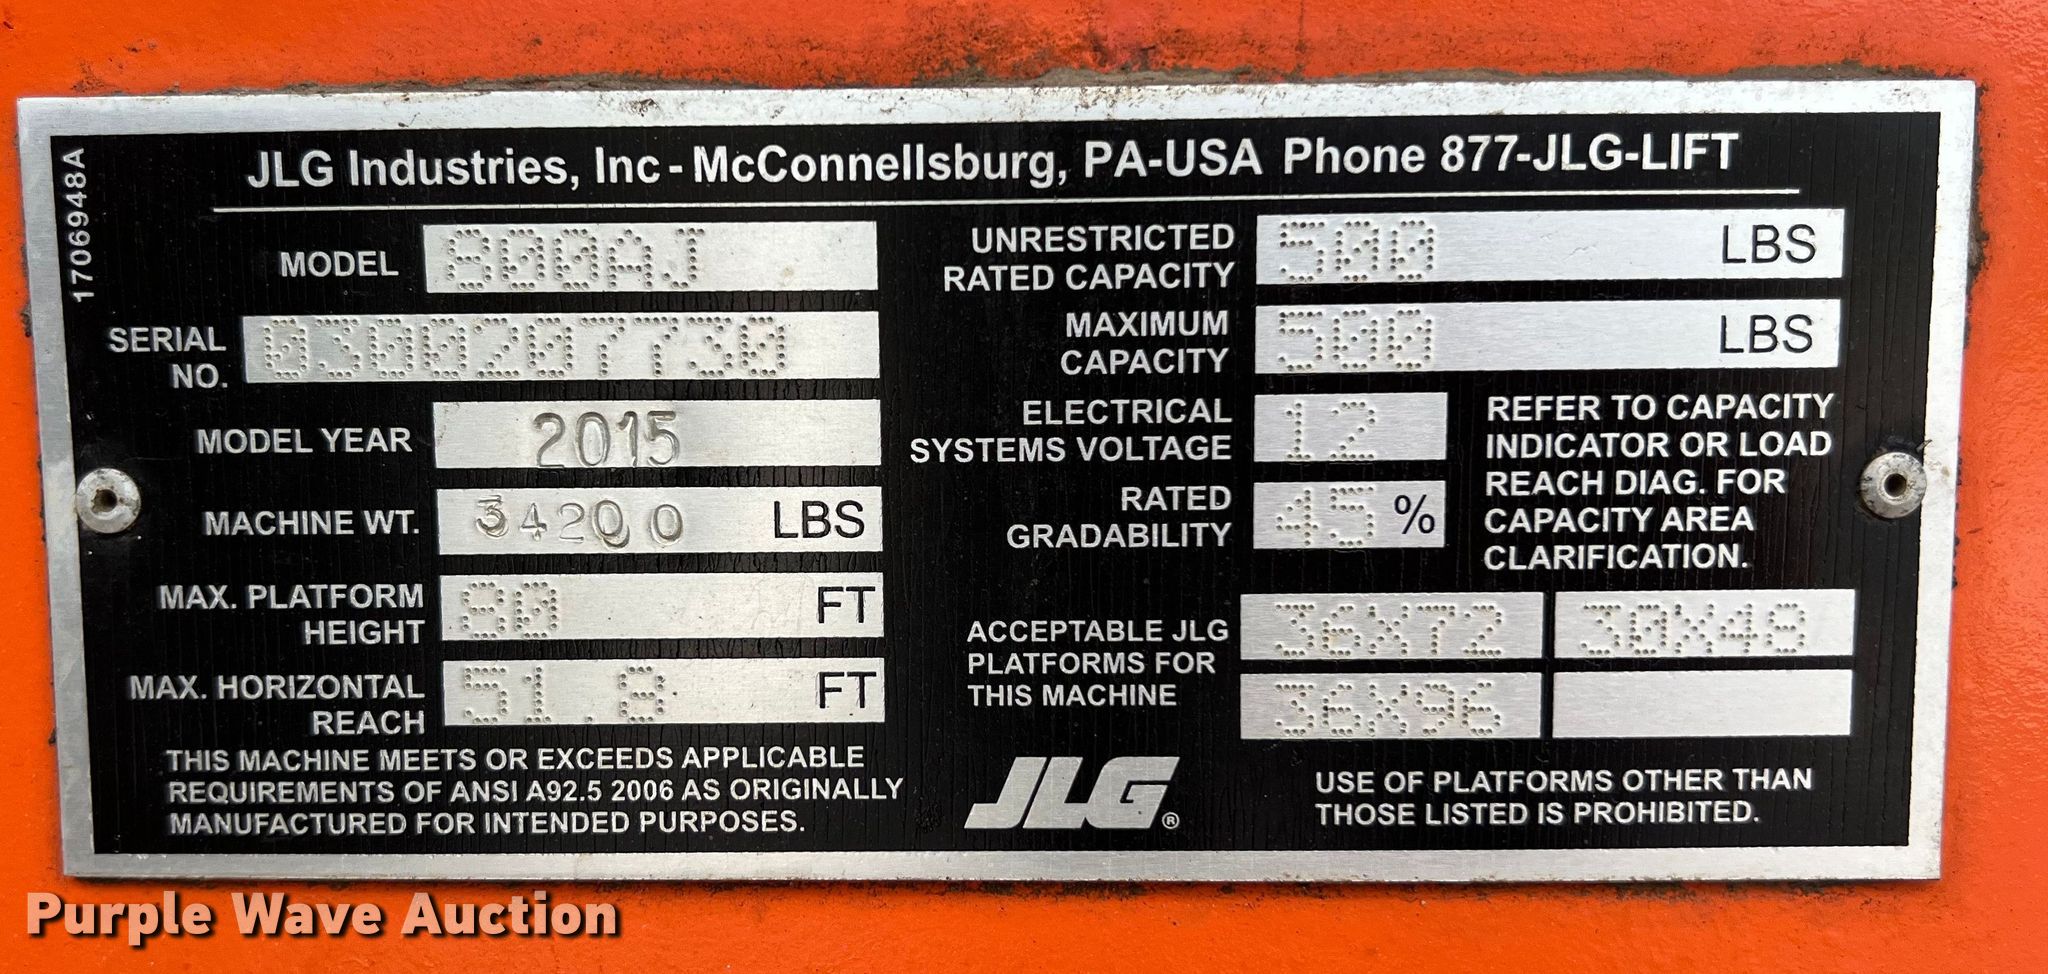 1706948A
JLG Industries, Inc - McConnellsburg, PA-USA Phone 877-JLG-LIFT
MODEL 800AJ
SERIAL NO. 0300207730
MODEL YEAR 2015
MACHINE WT. 34200 LBS
MAX. PLATFORM HEIGHT 80 FT
MAX. HORIZONTAL REACH 51.8 FT
THIS MACHINE MEETS OR EXCEEDS APPLICABLE
REQUIREMENTS OF ANSI A92.5 2006 AS ORIGINALLY
MANUFACTURED FOR INTENDED PURPOSES.
UNRESTRICTED RATED CAPACITY 500 LBS
MAXIMUM CAPACITY 500 LBS
ELECTRICAL SYSTEMS VOLTAGE 12
RATED GRADABILITY 45 %
REFER TO CAPACITY
INDICATOR OR LOAD
REACH DIAG. FOR
CAPACITY AREA
CLARIFICATION.
ACCEPTABLE JLG
PLATFORMS FOR
THIS MACHINE
36X72 30X48
36X96
JLG®
USE OF PLATFORMS OTHER THAN
THOSE LISTED IS PROHIBITED.
Purple Wave Auction